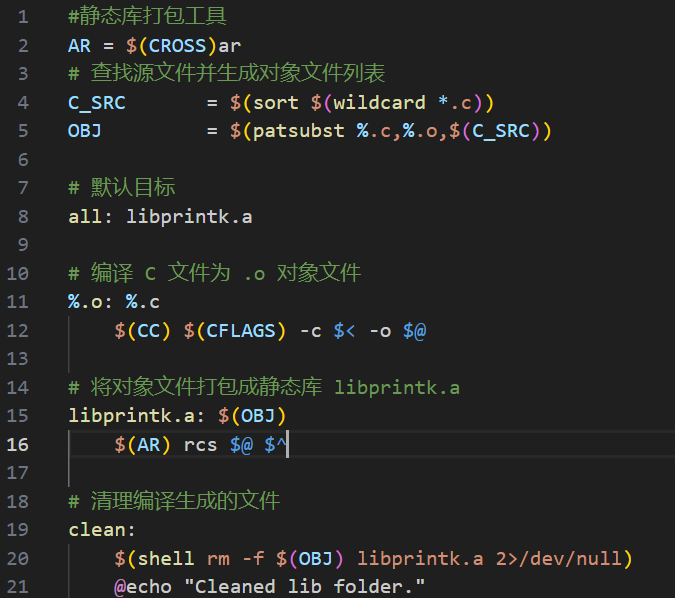 1 #静态库打包工具
2 AR = $(CROSS)ar
3 # 查找源文件并生成对象文件列表
4 C_SRC       = $(sort $(wildcard *.c))
5 OBJ         = $(patsubst %.c,%.o,$(C_SRC))
6
7 # 默认目标
8 all: libprintk.a
9
10 # 编译 C 文件为 .o 对象文件
11 %.o: %.c
12     $(CC) $(CFLAGS) -c $< -o $@
13
14 # 将对象文件打包成静态库 libprintk.a
15 libprintk.a: $(OBJ)
16     $(AR) rcs $@ $^
17
18 # 清理编译生成的文件
19 clean:
20     $(shell rm -f $(OBJ) libprintk.a 2>/dev/null)
21     @echo "Cleaned lib folder."